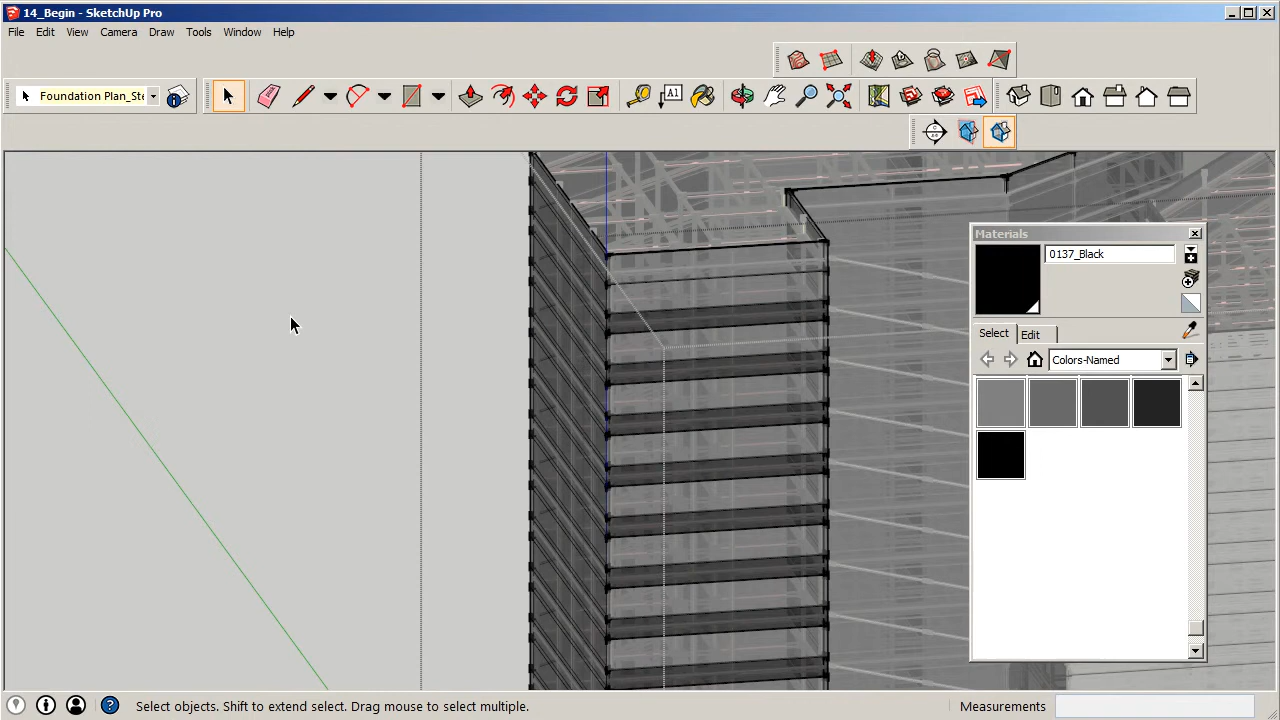 14_Begin - SketchUp Pro
File Edit View Camera Draw Tools Window Help
Foundation Plan_Ste
A1
Materials
0137_Black
Select Edit
Colors-Named
Select objects. Shift to extend select. Drag mouse to select multiple.
Measurements